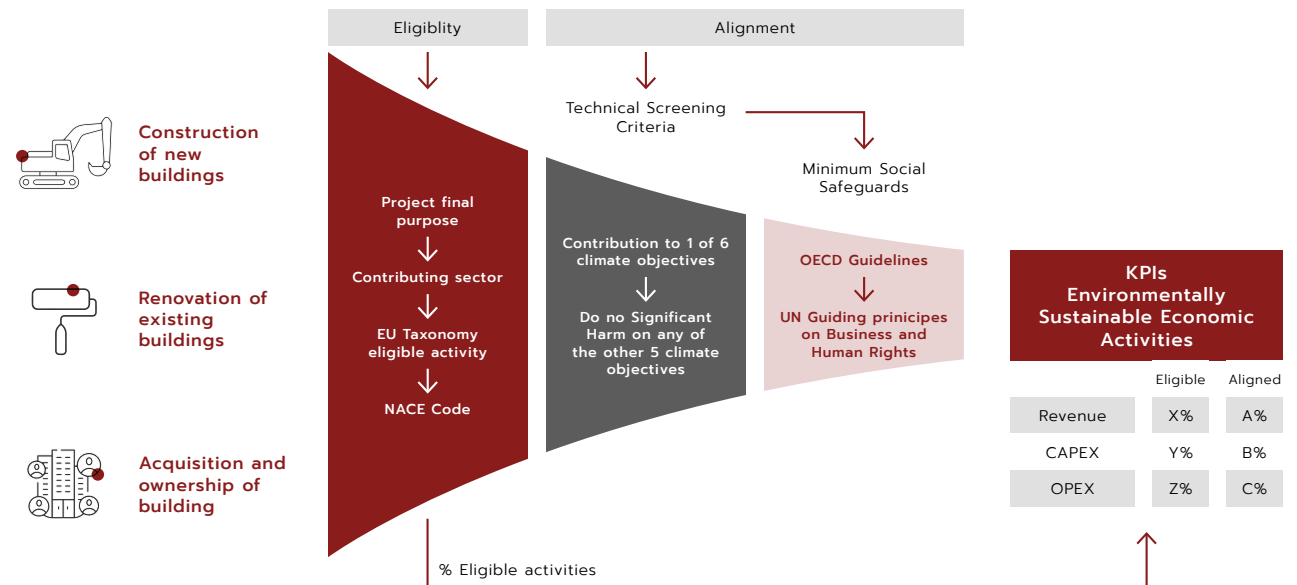 Eligiblity
Alignment
Construction
of new
buildings
Renovation of
existing
buildings
Acquisition and
ownership of
building
Project final
purpose
Contributing sector
EU Taxonomy
eligible activity
NACE Code
% Eligible activities
Technical Screening
Criteria
Minimum Social
Safeguards
Contribution to 1 of 6
climate objectives
Do no Significant
Harm on any of
the other 5 climate
objectives
OECD Guidelines
UN Guiding prinicipes
on Business and
Human Rights
KPIs
Environmentally
Sustainable Economic
Activities
Eligible Aligned
Revenue X% A%
CAPEX Y% B%
OPEX Z% C%